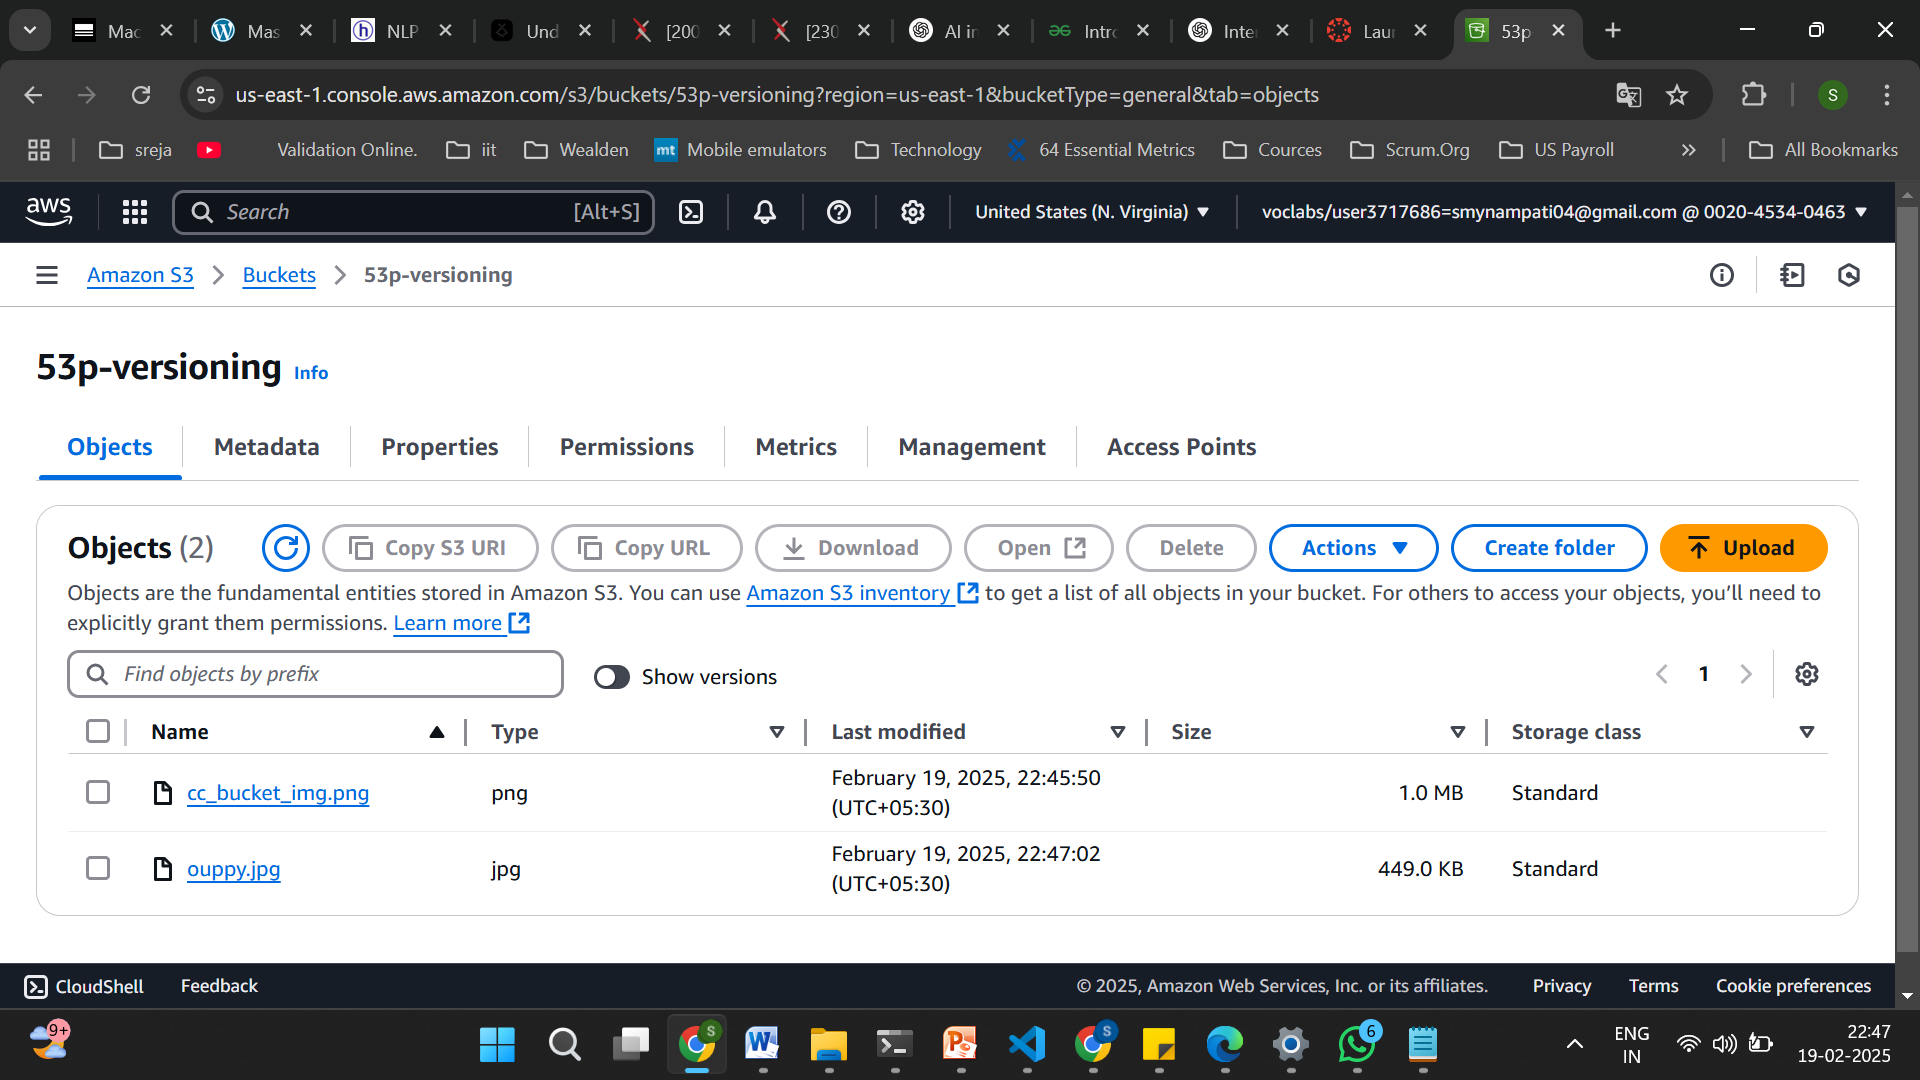 Mac
Mas
NLP
Und
[200
[230
AI in
Intro
Inte
Laun
53p
us-east-1.console.aws.amazon.com/s3/buckets/53p-versioning?region=us-east-1&bucketType=general&tab=objects
S
sreja
Validation Online.
iit
Wealden
mt
Mobile emulators
Technology
64 Essential Metrics
Cources
Scrum.Org
US Payroll
All Bookmarks
aws
Search
[Alt+S]
United States (N. Virginia)
voclabs/user3717686=smynampati04@gmail.com @ 0020-4534-0463
Amazon S3
Buckets
53p-versioning
53p-versioning Info
Objects
Metadata
Properties
Permissions
Metrics
Management
Access Points
Objects (2)
Copy S3 URI
Copy URL
Download
Open
Delete
Actions
Create folder
Upload
Objects are the fundamental entities stored in Amazon S3. You can use Amazon S3 inventory to get a list of all objects in your bucket. For others to access your objects, you’ll need to
explicitly grant them permissions. Learn more
Find objects by prefix
Show versions
1
Name
Type
Last modified
Size
Storage class
cc_bucket_img.png
png
February 19, 2025, 22:45:50
(UTC+05:30)
1.0 MB
Standard
ouppy.jpg
jpg
February 19, 2025, 22:47:02
(UTC+05:30)
449.0 KB
Standard
CloudShell
Feedback
© 2025, Amazon Web Services, Inc. or its affiliates.
Privacy
Terms
Cookie preferences
9+
S
S
6
ENG
IN
22:47
19-02-2025